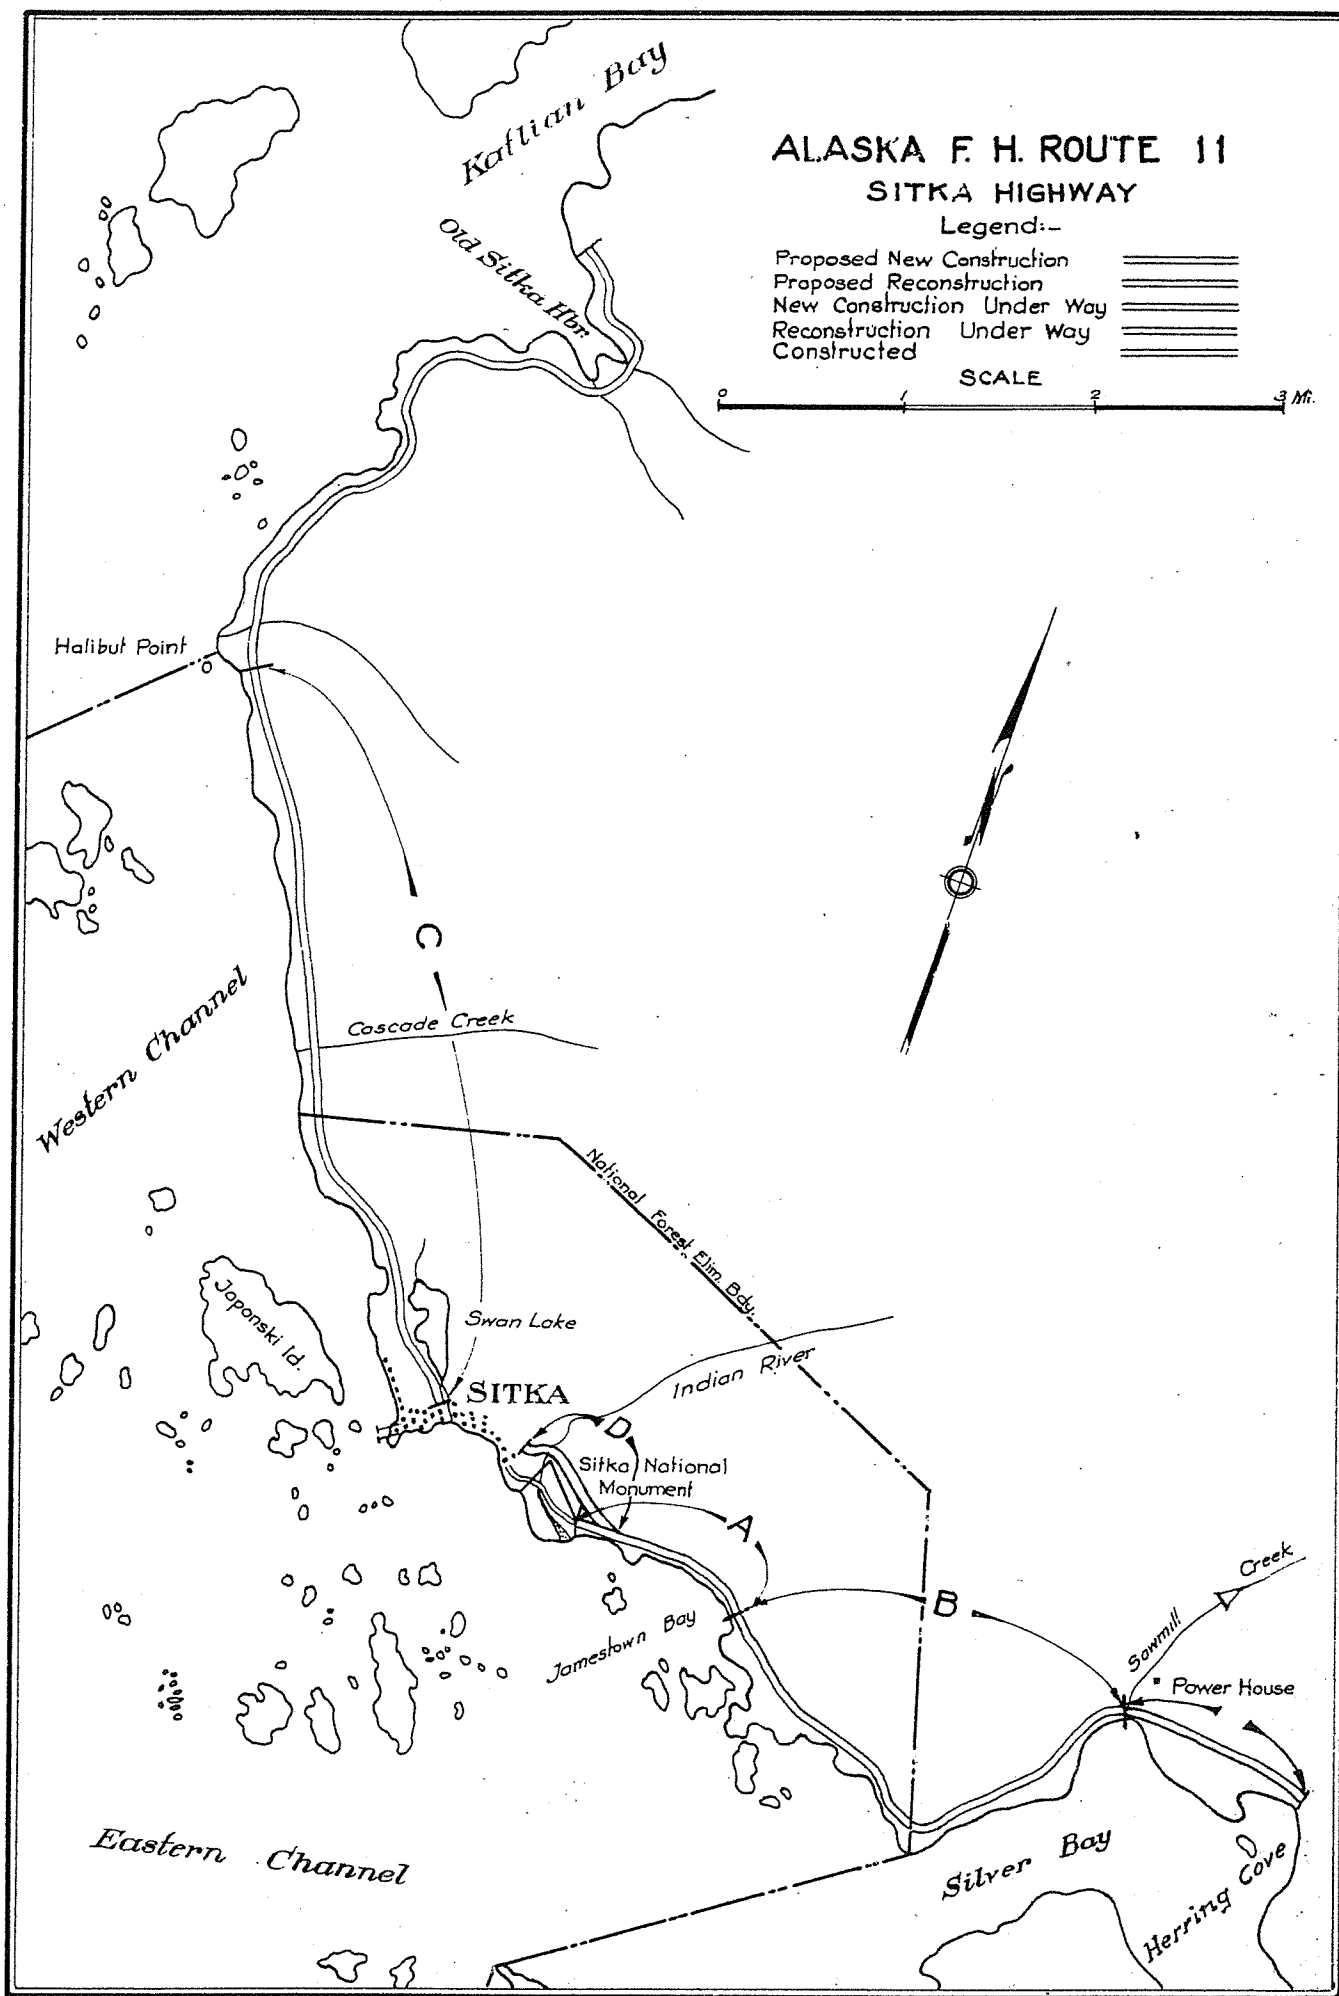 Katlian Bay
ALASKA F. H. ROUTE 11
SITKA HIGHWAY
Legend:-
Proposed New Construction
Proposed Reconstruction
New Construction Under Way
Reconstruction Under Way
Constructed
SCALE
0 1 2 3 Mi.
Old Sitka Hbr.
Halibut Point
C
Western Channel
Cascade Creek
National Forest Elim. Bdy.
Japonski Id.
Swan Lake
Indian River
SITKA
D
Sitka National
Monument
A
B
Jamestown Bay
Sawmill Creek
Power House
Eastern Channel
Silver Bay
Herring Cove